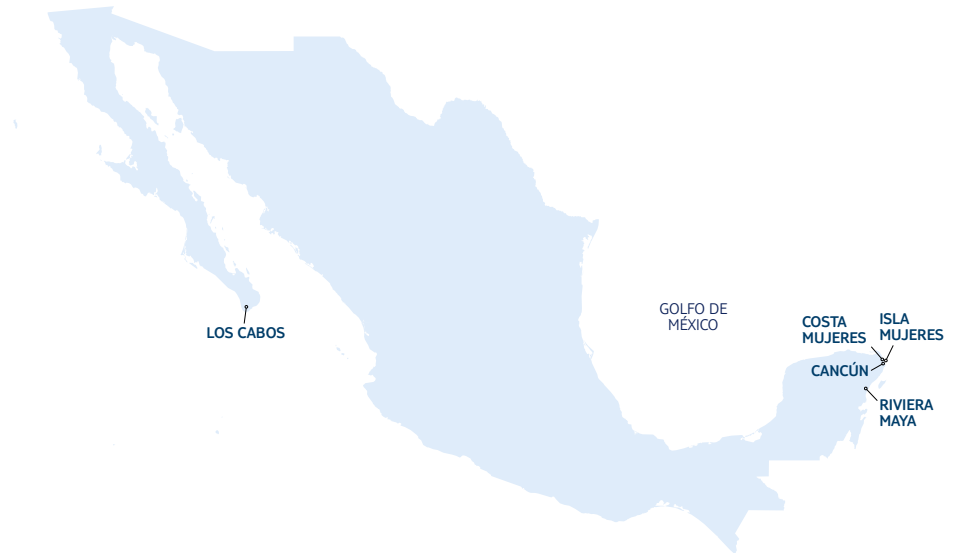 GOLFO DE
MÉXICO
COSTA
MUJERES
ISLA
MUJERES
LOS CABOS
CANCÚN
RIVIERA
MAYA